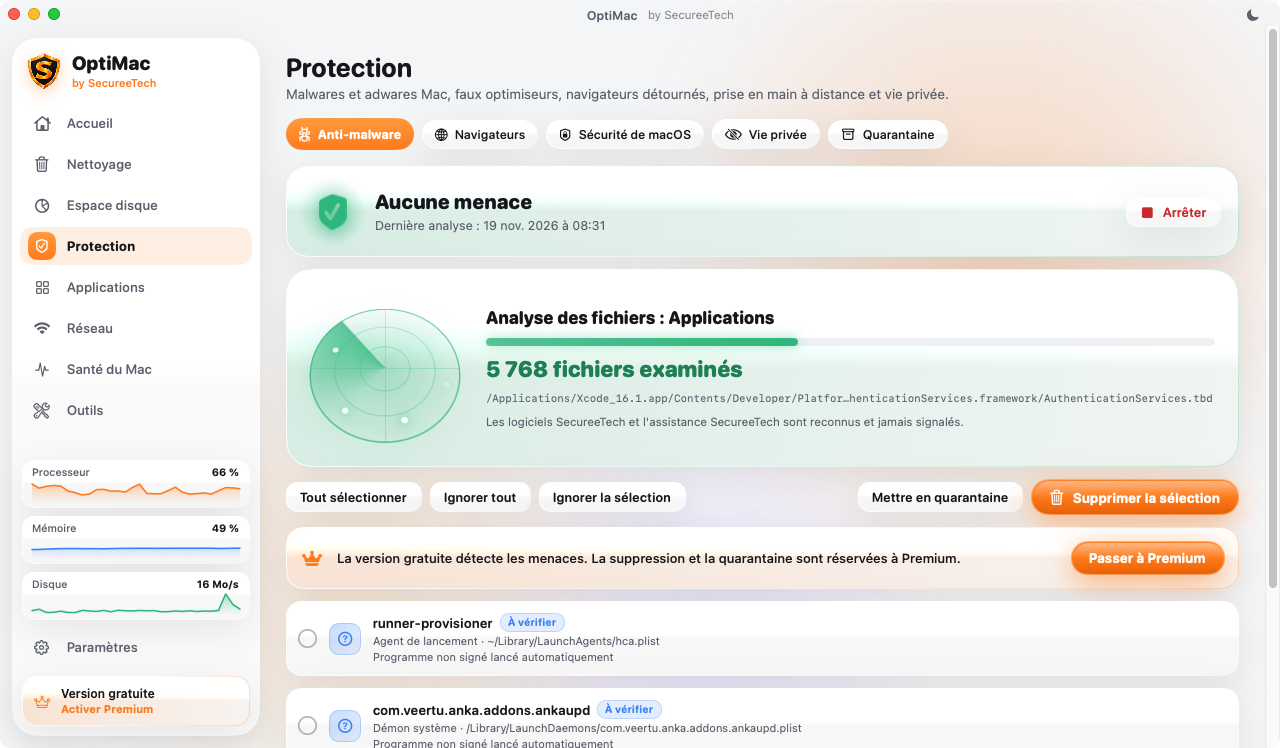 OptiMac by SecureeTech
OptiMac
by SecureeTech
Accueil
Nettoyage
Espace disque
Protection
Applications
Réseau
Santé du Mac
Outils
Processeur 66 %
Mémoire 49 %
Disque 16 Mo/s
Paramètres
Version gratuite
Activer Premium
Protection
Malwares et adwares Mac, faux optimiseurs, navigateurs détournés, prise en main à distance et vie privée.
Anti-malware Navigateurs Sécurité de macOS Vie privée Quarantaine
Aucune menace
Dernière analyse : 19 nov. 2026 à 08:31
Arrêter
Analyse des fichiers : Applications
5 768 fichiers examinés
/Applications/Xcode_16.1.app/Contents/Developer/Platfor…henticationServices.framework/AuthenticationServices.tbd
Les logiciels SecureeTech et l'assistance SecureeTech sont reconnus et jamais signalés.
Tout sélectionner Ignorer tout Ignorer la sélection Mettre en quarantaine Supprimer la sélection
La version gratuite détecte les menaces. La suppression et la quarantaine sont réservées à Premium. Passer à Premium
runner-provisioner À vérifier
Agent de lancement · ~/Library/LaunchAgents/hca.plist
Programme non signé lancé automatiquement
com.veertu.anka.addons.ankaupd À vérifier
Démon système · /Library/LaunchDaemons/com.veertu.anka.addons.ankaupd.plist
Programme non signé lancé automatiquement